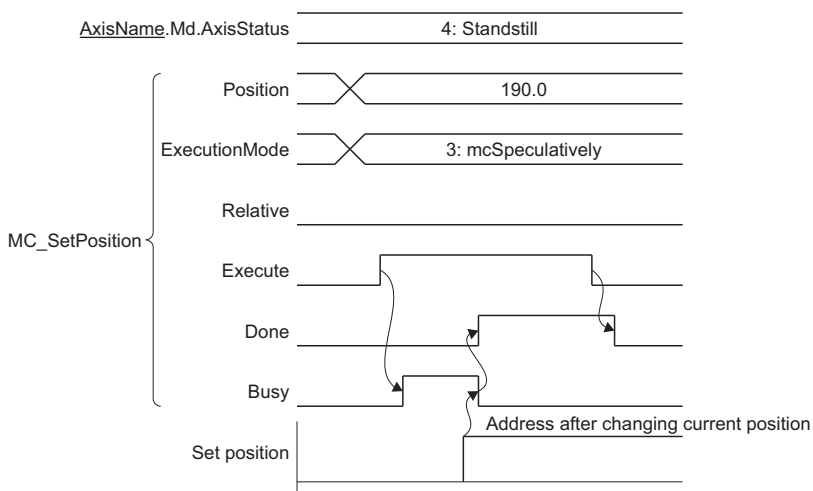 AxisName.Md.AxisStatus
4: Standstill
Position
190.0
ExecutionMode
3: mcSpeculatively
Relative
MC_SetPosition
Execute
Done
Busy
Address after changing current position
Set position